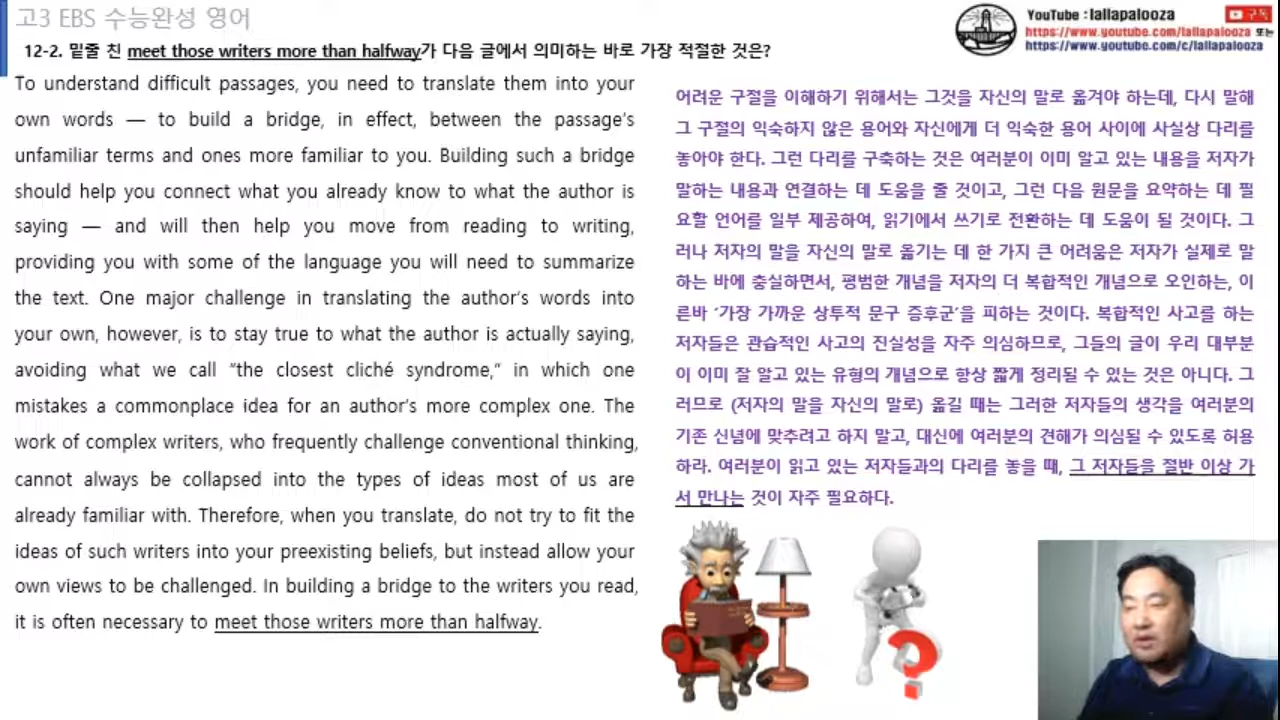 고3 EBS 수능완성 영어
YouTube : lallapalooza
구독
https://www.youtube.com/lallapalooza 또는
https://www.youtube.com/c/lallapalooza
12-2. 밑줄 친 meet those writers more than halfway가 다음 글에서 의미하는 바로 가장 적절한 것은?
To understand difficult passages, you need to translate them into your
own words — to build a bridge, in effect, between the passage's
unfamiliar terms and ones more familiar to you. Building such a bridge
should help you connect what you already know to what the author is
saying — and will then help you move from reading to writing,
providing you with some of the language you will need to summarize
the text. One major challenge in translating the author's words into
your own, however, is to stay true to what the author is actually saying,
avoiding what we call “the closest cliché syndrome,” in which one
mistakes a commonplace idea for an author's more complex one. The
work of complex writers, who frequently challenge conventional thinking,
cannot always be collapsed into the types of ideas most of us are
already familiar with. Therefore, when you translate, do not try to fit the
ideas of such writers into your preexisting beliefs, but instead allow your
own views to be challenged. In building a bridge to the writers you read,
it is often necessary to meet those writers more than halfway.
어려운 구절을 이해하기 위해서는 그것을 자신의 말로 옮겨야 하는데, 다시 말해
그 구절의 익숙하지 않은 용어와 자신에게 더 익숙한 용어 사이에 사실상 다리를
놓아야 한다. 그런 다리를 구축하는 것은 여러분이 이미 알고 있는 내용을 저자가
말하는 내용과 연결하는 데 도움을 줄 것이고, 그런 다음 원문을 요약하는 데 필
요할 언어를 일부 제공하여, 읽기에서 쓰기로 전환하는 데 도움이 될 것이다. 그
러나 저자의 말을 자신의 말로 옮기는 데 한 가지 큰 어려움은 저자가 실제로 말
하는 바에 충실하면서, 평범한 개념을 저자의 더 복합적인 개념으로 오인하는, 이
른바 ‘가장 가까운 상투적 문구 증후군’을 피하는 것이다. 복합적인 사고를 하는
저자들은 관습적인 사고의 진실성을 자주 의심하므로, 그들의 글이 우리 대부분
이 이미 잘 알고 있는 유형의 개념으로 항상 짧게 정리될 수 있는 것은 아니다. 그
러므로 (저자의 말을 자신의 말로) 옮길 때는 그러한 저자들의 생각을 여러분의
기존 신념에 맞추려고 하지 말고, 대신에 여러분의 견해가 의심될 수 있도록 허용
하라. 여러분이 읽고 있는 저자들과의 다리를 놓을 때, 그 저자들을 절반 이상 가
서 만나는 것이 자주 필요하다.